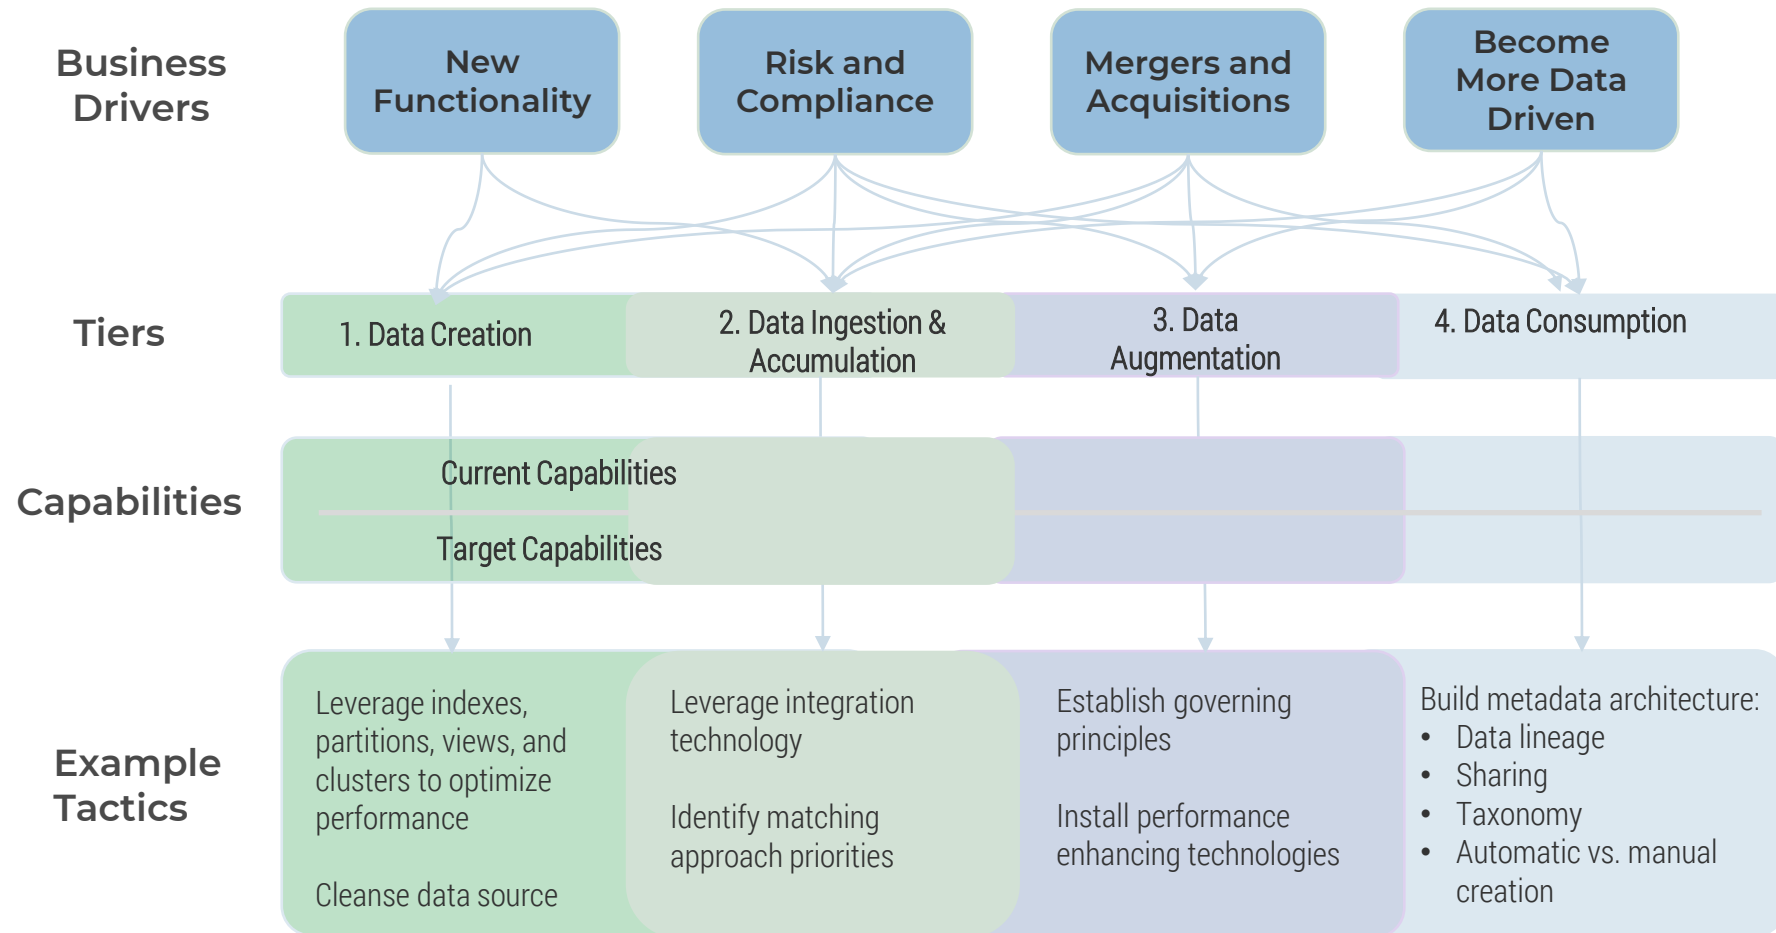 Business
Drivers
New
Functionality
Risk and
Compliance
Mergers and
Acquisitions
Become
More Data
Driven
Tiers
1. Data Creation
2. Data Ingestion &
Accumulation
3. Data
Augmentation
4. Data Consumption
Capabilities
Current Capabilities
Target Capabilities
Example
Tactics
Leverage indexes,
partitions, views, and
clusters to optimize
performance
Cleanse data source
Leverage integration
technology
Identify matching
approach priorities
Establish governing
principles
Install performance
enhancing technologies
Build metadata architecture:
• Data lineage
• Sharing
• Taxonomy
• Automatic vs. manual
creation